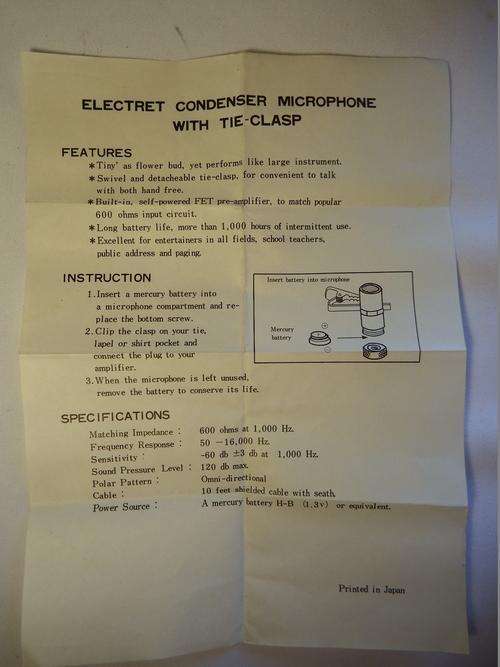 ELECTRET CONDENSER MICROPHONE
WITH TIE-CLASP
FEATURES
*Tiny' as flower bud, yet performs like large instrument.
*Swivel and detacheable tie-clasp, for convenient to talk
with both hand free.
*Built-in, self-powered FET pre-amplifier, to match popular
600 ohms input circuit.
*Long battery life, more than 1,000 hours of intermittent use.
*Excellent for entertainers in all fields, school teachers,
public address and paging.
INSTRUCTION
1. Insert a mercury battery into
a microphone compartment and re-
place the bottom screw.
2. Clip the clasp on your tie,
lapel or shirt pocket and
connect the plug to your
amplifier.
3. When the microphone is left unused,
remove the battery to conserve its life.
Insert battery into microphone
Mercury
battery
+
−
SPECIFICATIONS
Matching Impedance : 600 ohms at 1,000 Hz.
Frequency Response : 50 −16,000 Hz.
Sensitivity : -60 db ±3 db at 1,000 Hz.
Sound Pressure Level : 120 db max.
Polar Pattern : Omni-directional
Cable : 10 feet shielded cable with seath.
Power Source : A mercury battery H-B (1.3v) or equivalent.
Printed in Japan